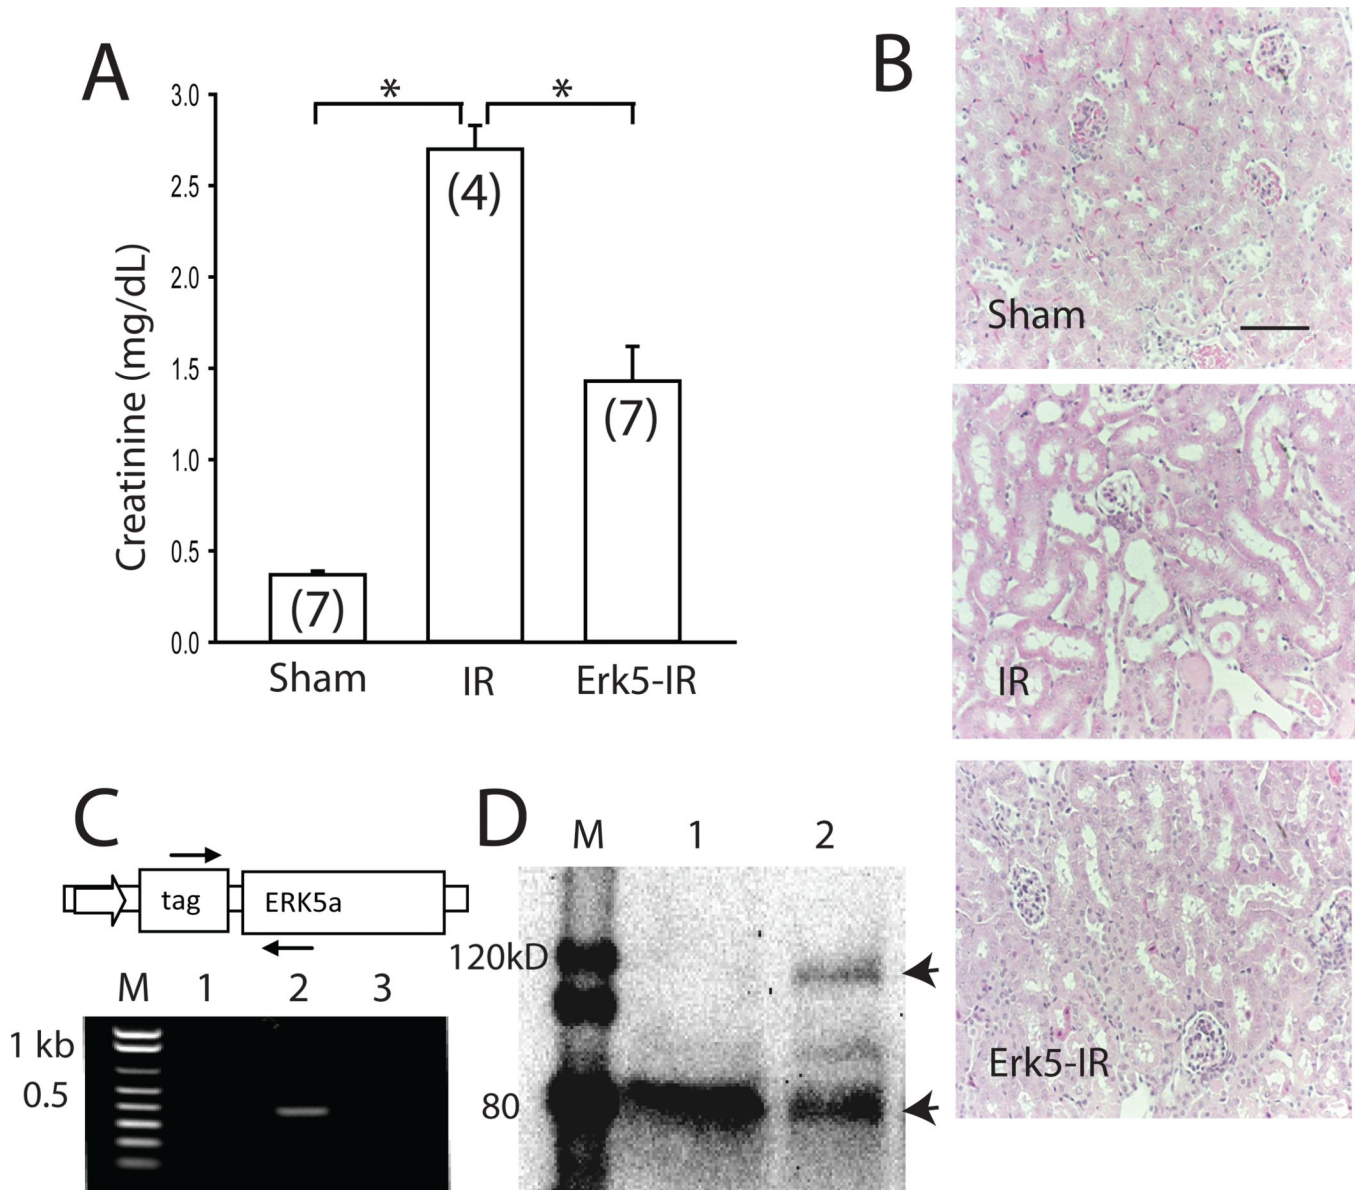 A
B
* *
3.0
2.5
2.0
1.5
1.0
0.5
0.0
Creatinine (mg/dL)
(7)
(4)
(7)
Sham IR Erk5-IR
Sham
IR
Erk5-IR
C
tag ERK5a
M 1 2 3
1 kb
0.5
D
M 1 2
120kD
80